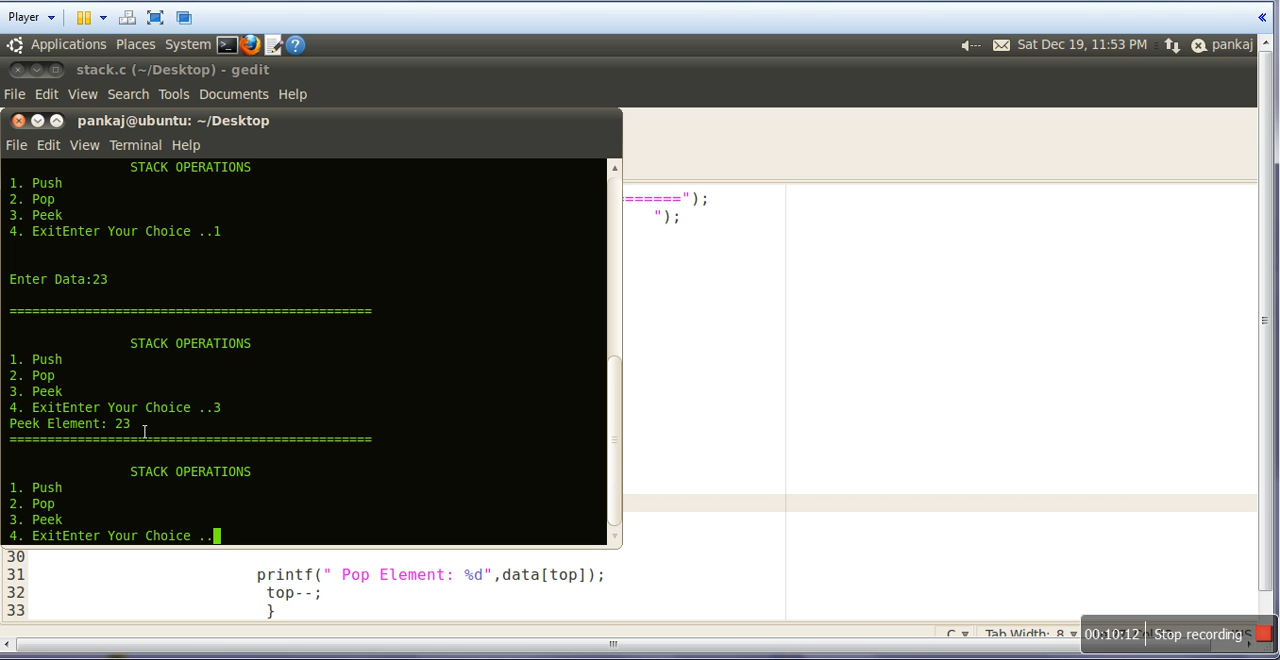 Player
Applications Places System Sat Dec 19, 11:53 PM pankaj
stack.c (~/Desktop) - gedit
File Edit View Search Tools Documents Help
pankaj@ubuntu: ~/Desktop
File Edit View Terminal Help
STACK OPERATIONS
1. Push
2. Pop
3. Peek
4. ExitEnter Your Choice ..1
Enter Data:23
================================================
STACK OPERATIONS
1. Push
2. Pop
3. Peek
4. ExitEnter Your Choice ..3
Peek Element: 23
================================================
STACK OPERATIONS
1. Push
2. Pop
3. Peek
4. ExitEnter Your Choice ..
======");
");
30
31 printf(" Pop Element: %d",data[top]);
32 top--;
33 }
C Tab Width: 8
00:10:12 Stop recording